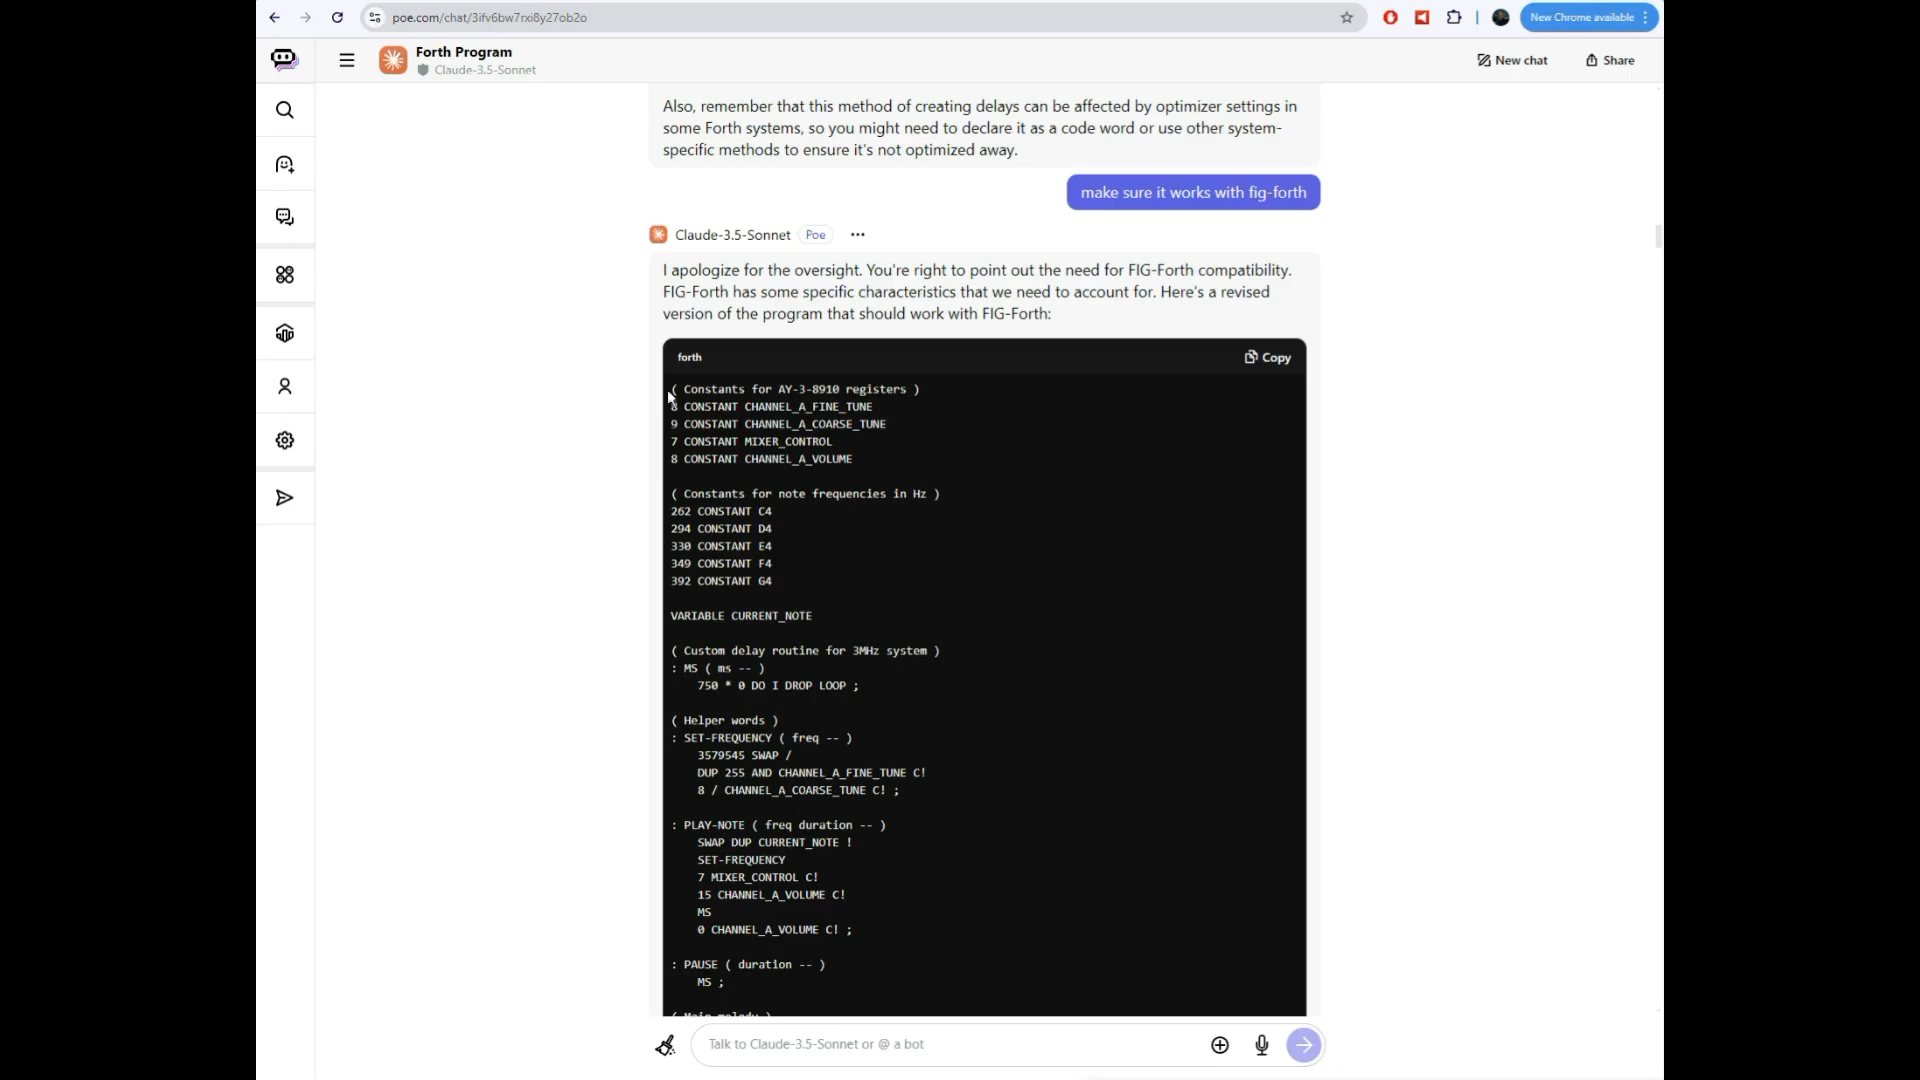 poe.com/chat/3ifv6bw7rxi8y27ob2o
New Chrome available
Forth Program
Claude-3.5-Sonnet
New chat
Share
Also, remember that this method of creating delays can be affected by optimizer settings in
some Forth systems, so you might need to declare it as a code word or use other system-
specific methods to ensure it's not optimized away.
make sure it works with fig-forth
Claude-3.5-Sonnet Poe
I apologize for the oversight. You're right to point out the need for FIG-Forth compatibility.
FIG-Forth has some specific characteristics that we need to account for. Here's a revised
version of the program that should work with FIG-Forth:
forth
Copy
( Constants for AY-3-8910 registers )
8 CONSTANT CHANNEL_A_FINE_TUNE
9 CONSTANT CHANNEL_A_COARSE_TUNE
7 CONSTANT MIXER_CONTROL
8 CONSTANT CHANNEL_A_VOLUME
( Constants for note frequencies in Hz )
262 CONSTANT C4
294 CONSTANT D4
330 CONSTANT E4
349 CONSTANT F4
392 CONSTANT G4
VARIABLE CURRENT_NOTE
( Custom delay routine for 3MHz system )
: MS ( ms -- )
750 * 0 DO I DROP LOOP ;
( Helper words )
: SET-FREQUENCY ( freq -- )
3579545 SWAP /
DUP 255 AND CHANNEL_A_FINE_TUNE C!
8 / CHANNEL_A_COARSE_TUNE C! ;
: PLAY-NOTE ( freq duration -- )
SWAP DUP CURRENT_NOTE !
SET-FREQUENCY
7 MIXER_CONTROL C!
15 CHANNEL_A_VOLUME C!
MS
0 CHANNEL_A_VOLUME C! ;
: PAUSE ( duration -- )
MS ;
( Main melody )
Talk to Claude-3.5-Sonnet or @ a bot